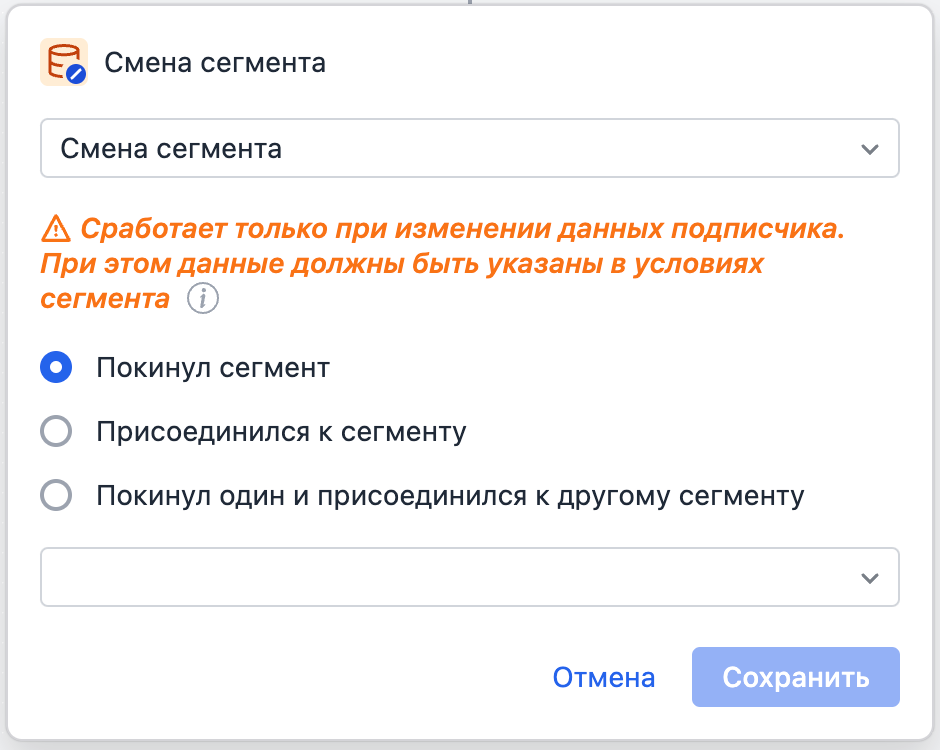 Смена сегмента
Смена сегмента
Сработает только при изменении данных подписчика.
При этом данные должны быть указаны в условиях
сегмента
Покинул сегмент
Присоединился к сегменту
Покинул один и присоединился к другому сегменту
Отмена
Сохранить